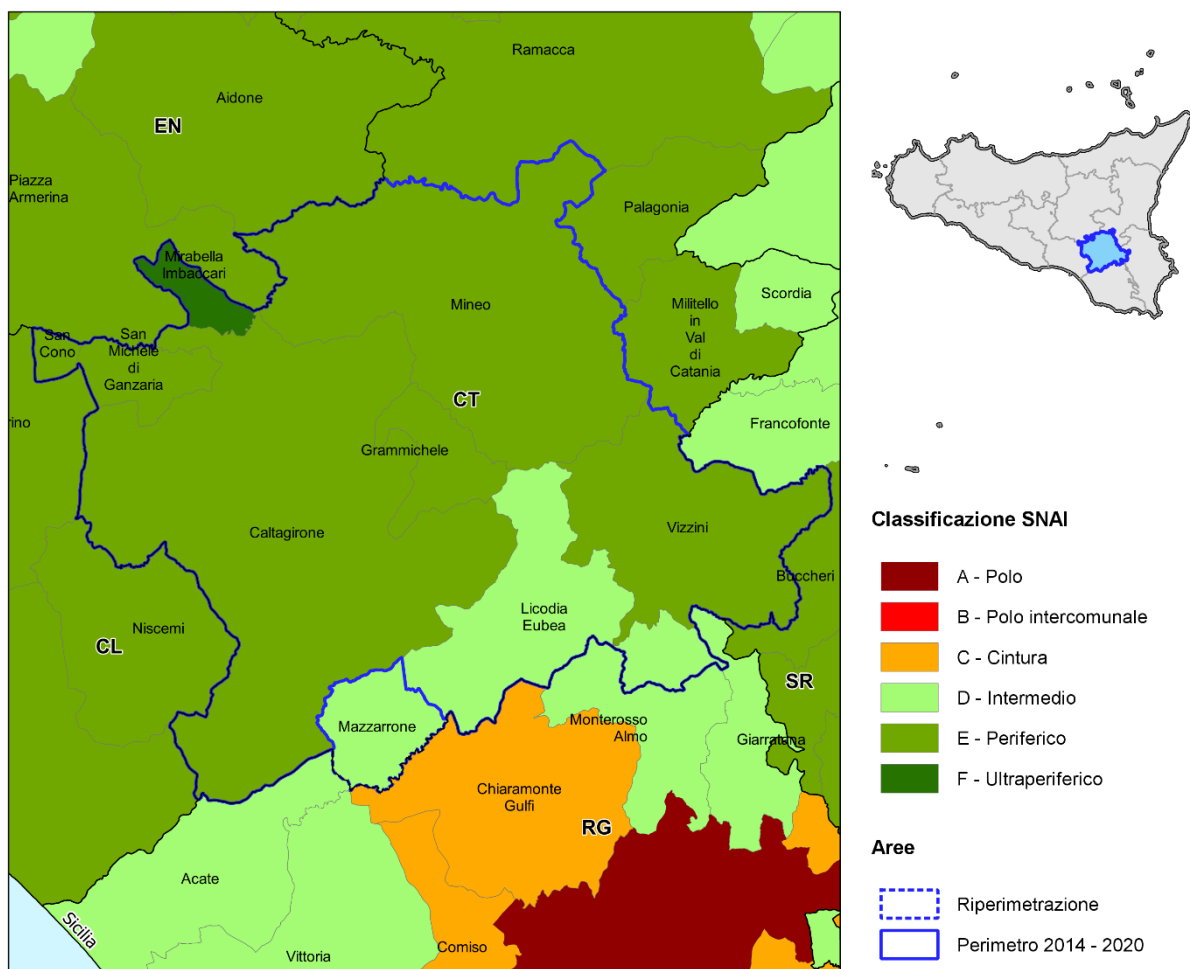 Ramacca
Aidone
EN
Piazza
Armerina
Palagonia
Mirabella
Imbaccari
Scordia
Mineo
Militello
in
Val
di
Catania
San
Cono
San
Michele
di
Ganzaria
CT
rino
Francofonte
Grammichele
Caltagirone
Vizzini
Buccheri
Licodia
Eubea
Niscemi
CL
SR
Mazzarrone
Monterosso
Almo
Giarratana
Chiaramonte
Gulfi
RG
Acate
Sicilia
Vittoria
Comiso
Classificazione SNAI
A - Polo
B - Polo intercomunale
C - Cintura
D - Intermedio
E - Periferico
F - Ultraperiferico
Aree
Riperimetrazione
Perimetro 2014 - 2020